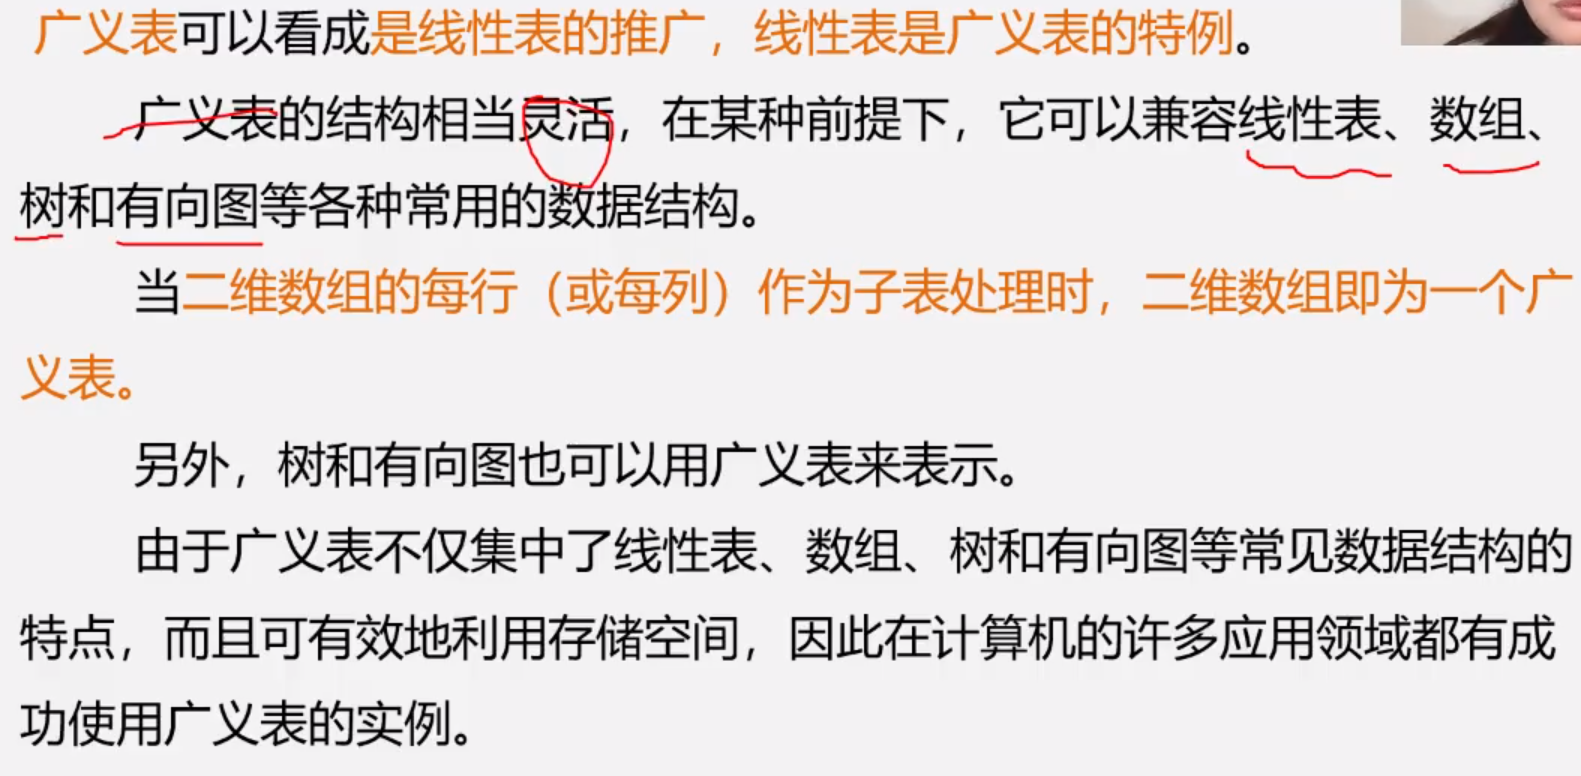 广义表可以看成是线性表的推广，线性表是广义表的特例。
广义表的结构相当灵活，在某种前提下，它可以兼容线性表、数组、
树和有向图等各种常用的数据结构。
当二维数组的每行（或每列）作为子表处理时，二维数组即为一个广
义表。
另外，树和有向图也可以用广义表来表示。
由于广义表不仅集中了线性表、数组、树和有向图等常见数据结构的
特点，而且可有效地利用存储空间，因此在计算机的许多应用领域都有成
功使用广义表的实例。